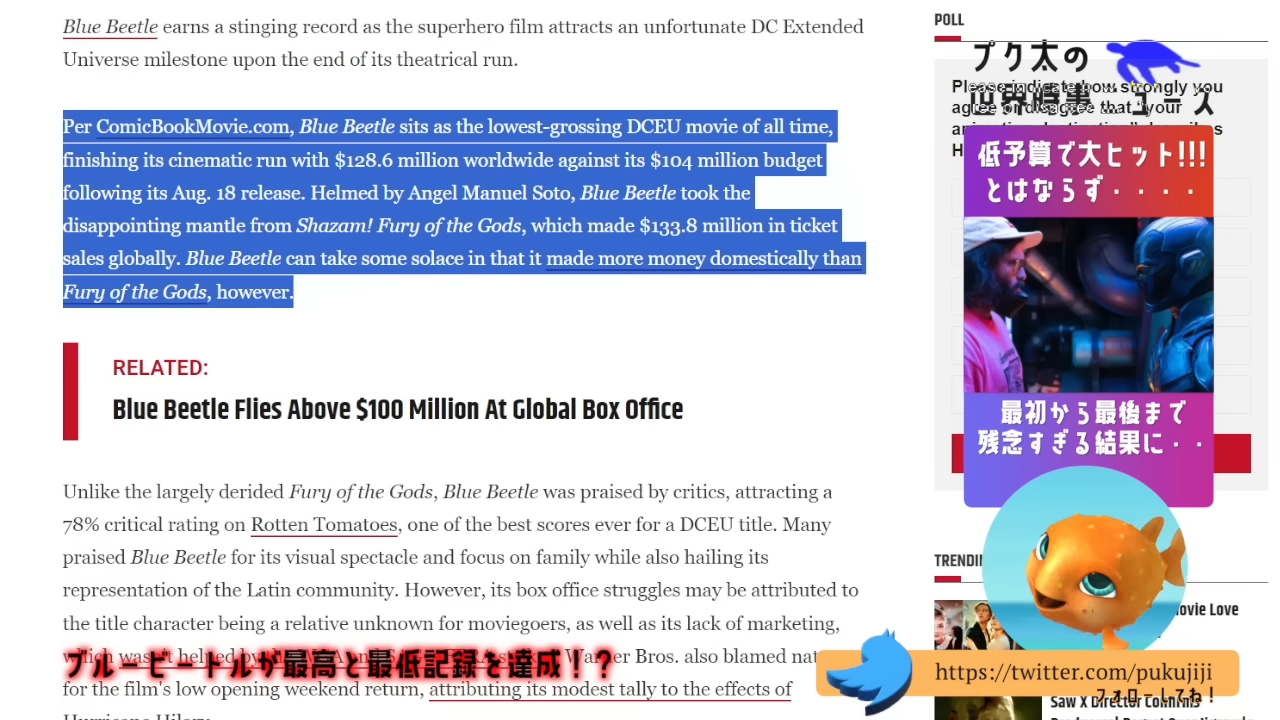 Blue Beetle earns a stinging record as the superhero film attracts an unfortunate DC Extended
Universe milestone upon the end of its theatrical run.
Per ComicBookMovie.com, Blue Beetle sits as the lowest-grossing DCEU movie of all time,
finishing its cinematic run with $128.6 million worldwide against its $104 million budget
following its Aug. 18 release. Helmed by Angel Manuel Soto, Blue Beetle took the
disappointing mantle from Shazam! Fury of the Gods, which made $133.8 million in ticket
sales globally. Blue Beetle can take some solace in that it made more money domestically than
Fury of the Gods, however.
RELATED:
Blue Beetle Flies Above $100 Million At Global Box Office
Unlike the largely derided Fury of the Gods, Blue Beetle was praised by critics, attracting a
78% critical rating on Rotten Tomatoes, one of the best scores ever for a DCEU title. Many
praised Blue Beetle for its visual spectacle and focus on family while also hailing its
representation of the Latin community. However, its box office struggles may be attributed to
the title character being a relative unknown for moviegoers, as well as its lack of marketing,
which wasn't helped by
Warner Bros. also blamed
ブルービートルが最高と最低記録を達成！？
for the film's low opening weekend return, attributing its modest tally to the effects of
Hurricane Hilary.
POLL
プク太の
世界時事ニュース
Please indicate how strongly you
agree or disagree that "your
低予算で大ヒット!!!
とはならず・・・・
最初から最後まで
残念すぎる結果に・・
ovie Love
https://twitter.com/pukujiji
フォローしてね！
Saw X Director Confirms